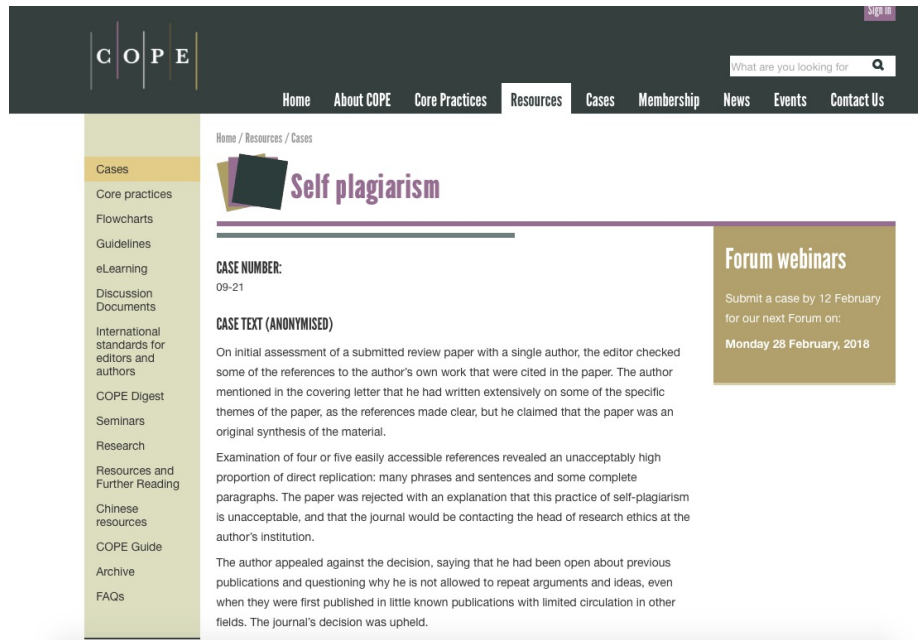 Sign in
COPE
What are you looking for
Home About COPE Core Practices Resources Cases Membership News Events Contact Us
Home / Resources / Cases
Cases
Core practices
Flowcharts
Guidelines
eLearning
Discussion
Documents
International
standards for
editors and
authors
COPE Digest
Seminars
Research
Resources and
Further Reading
Chinese
resources
COPE Guide
Archive
FAQs
Self plagiarism
CASE NUMBER:
09-21
CASE TEXT (ANONYMISED)
On initial assessment of a submitted review paper with a single author, the editor checked
some of the references to the author's own work that were cited in the paper. The author
mentioned in the covering letter that he had written extensively on some of the specific
themes of the paper, as the references made clear, but he claimed that the paper was an
original synthesis of the material.
Examination of four or five easily accessible references revealed an unacceptably high
proportion of direct replication: many phrases and sentences and some complete
paragraphs. The paper was rejected with an explanation that this practice of self-plagiarism
is unacceptable, and that the journal would be contacting the head of research ethics at the
author's institution.
The author appealed against the decision, saying that he had been open about previous
publications and questioning why he is not allowed to repeat arguments and ideas, even
when they were first published in little known publications with limited circulation in other
fields. The journal's decision was upheld.
Forum webinars
Submit a case by 12 February
for our next Forum on:
Monday 28 February, 2018